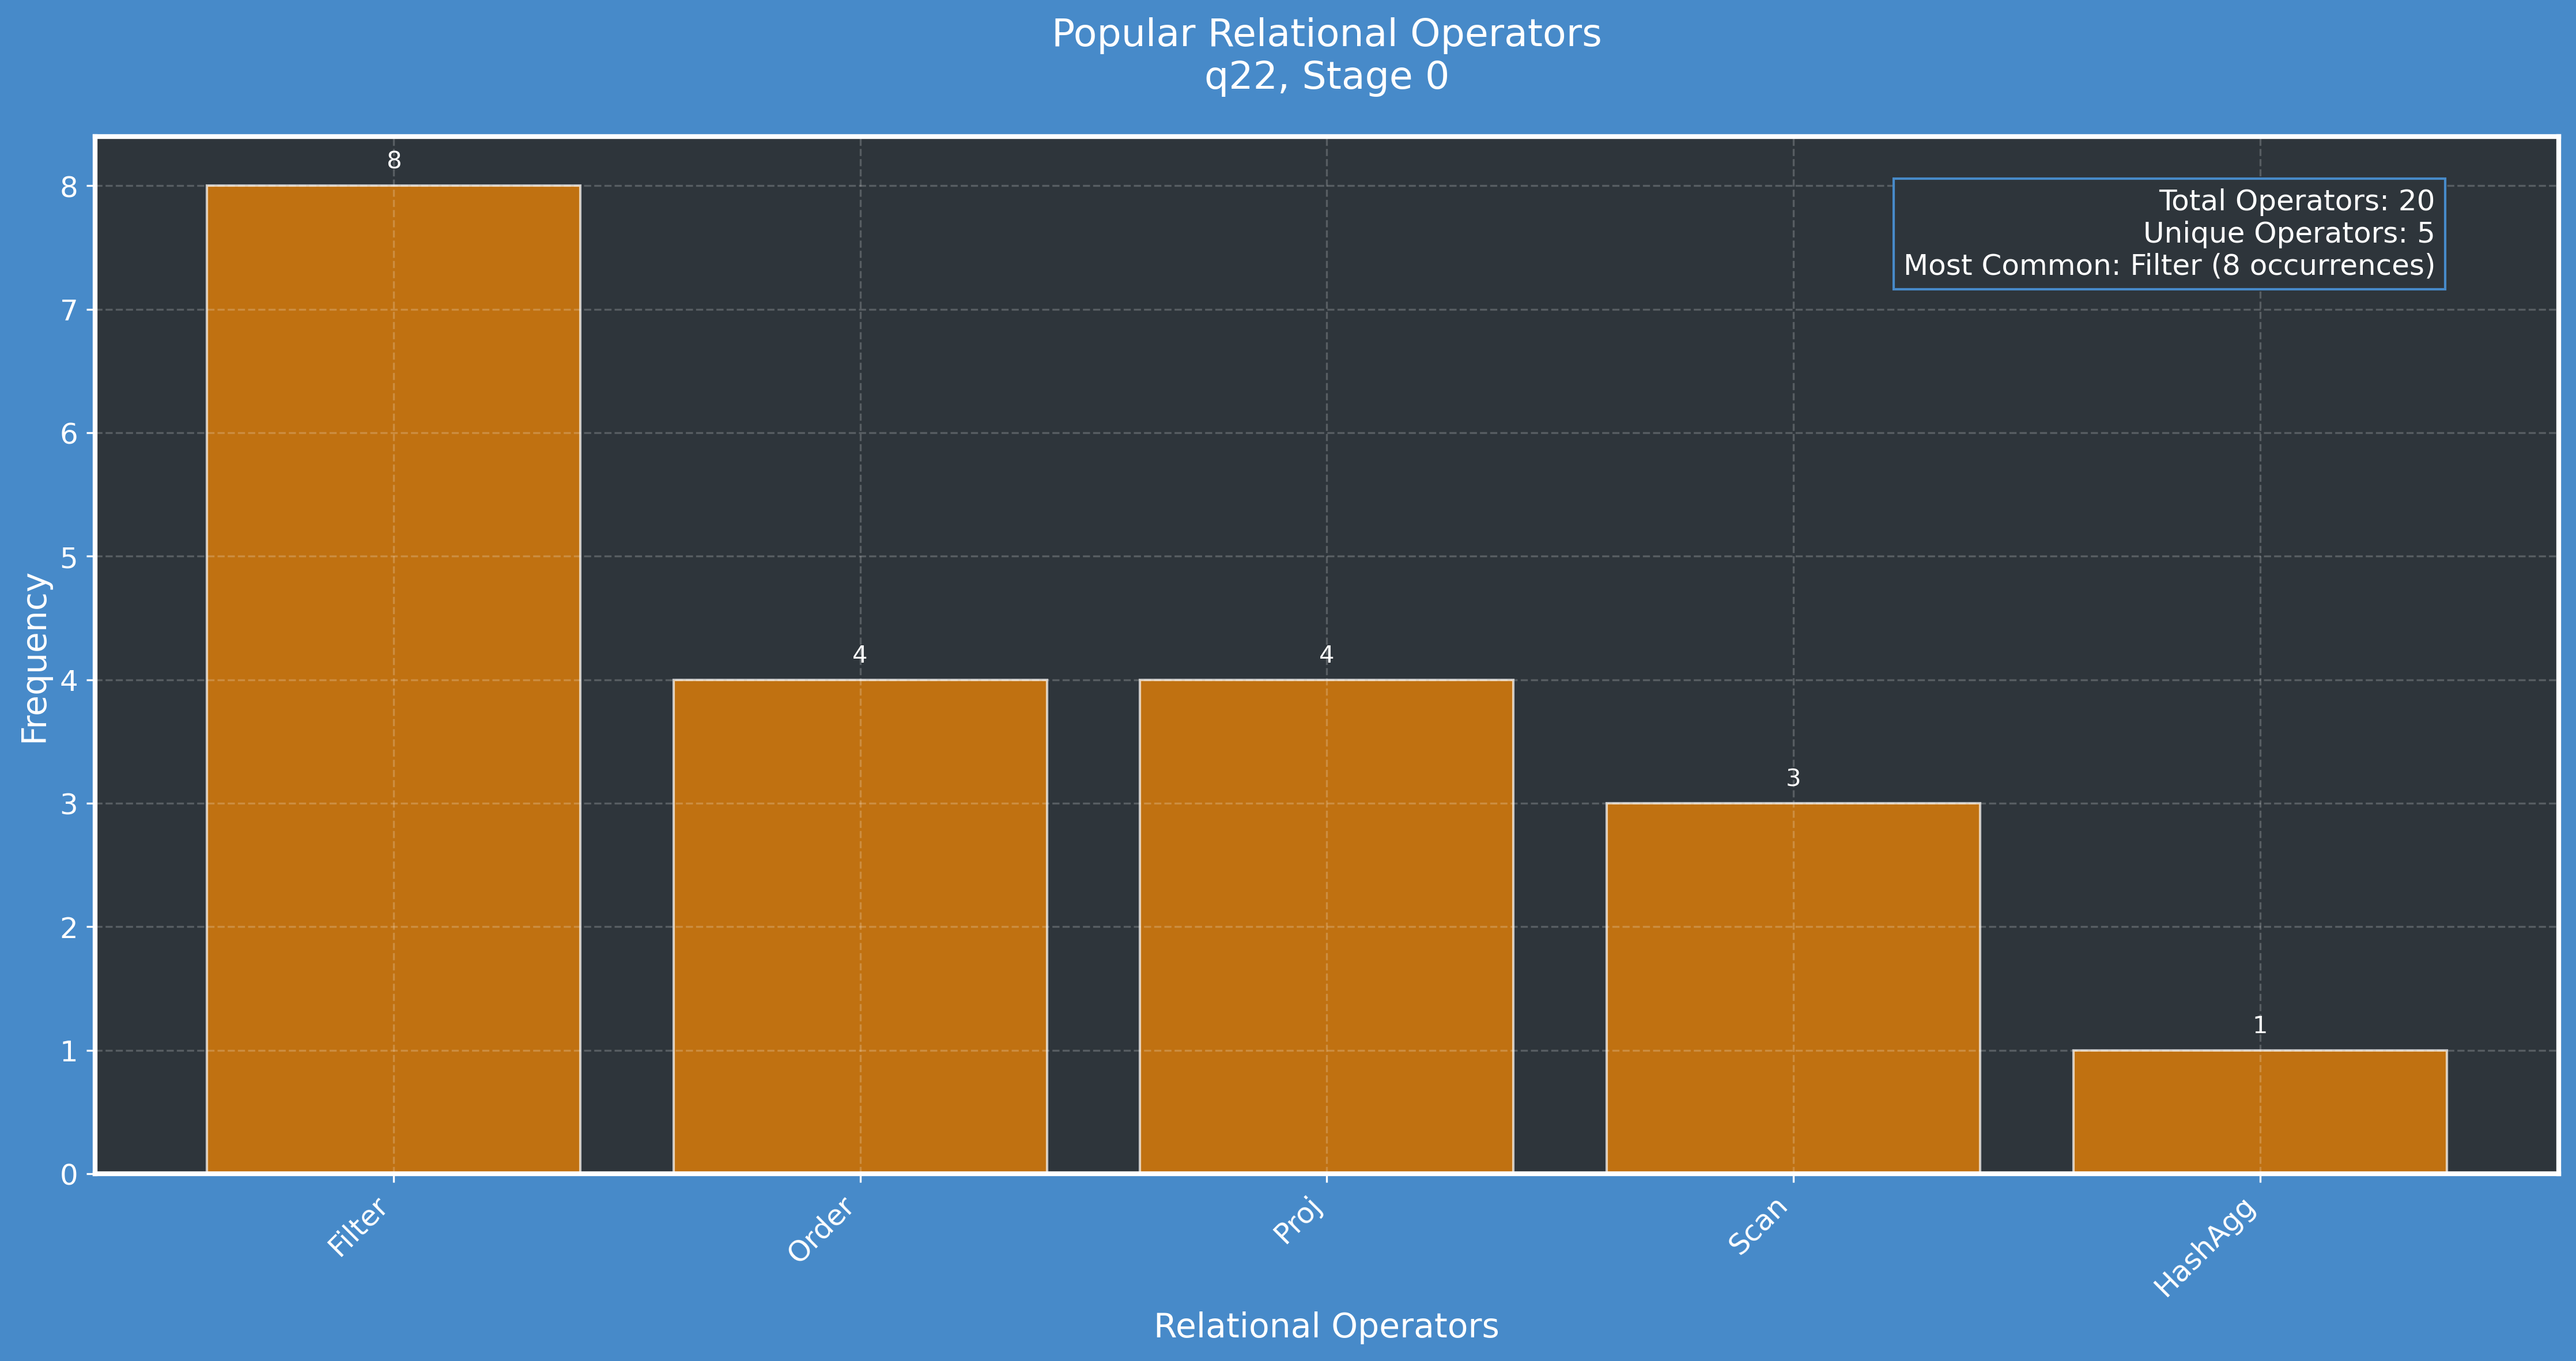 Popular Relational Operators
q22, Stage 0
Total Operators: 20
Unique Operators: 5
Most Common: Filter (8 occurrences)
Frequency
8
7
6
5
4
3
2
1
0
8
4
4
3
1
Filter
Order
Proj
Scan
HashAgg
Relational Operators